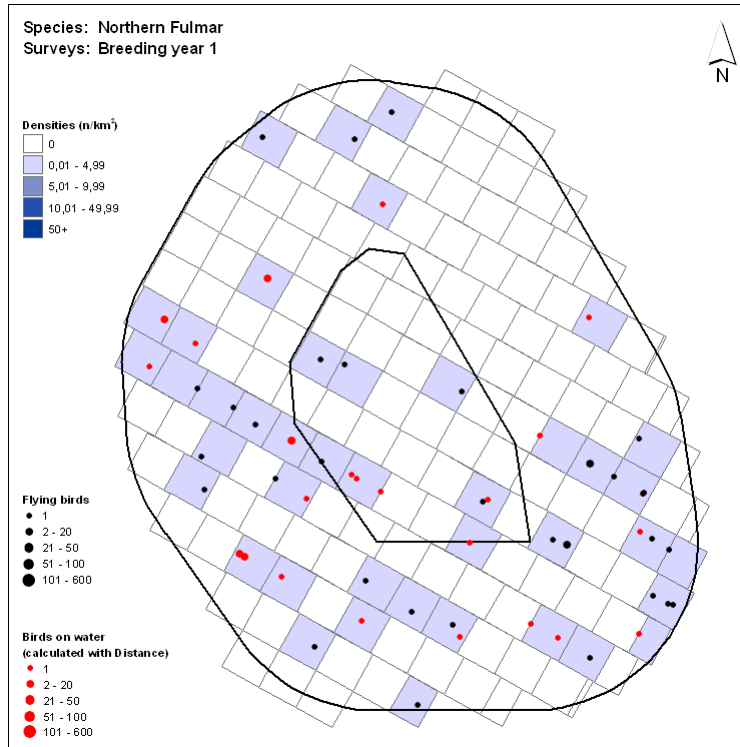 Species: Northern Fulmar
Surveys: Breeding year 1
N
Densities (n/km²)
0
0,01 - 4,99
5,01 - 9,99
10,01 - 49,99
50+
Flying birds
1
2 - 20
21 - 50
51 - 100
101 - 600
Birds on water
(calculated with Distance)
1
2 - 20
21 - 50
51 - 100
101 - 600